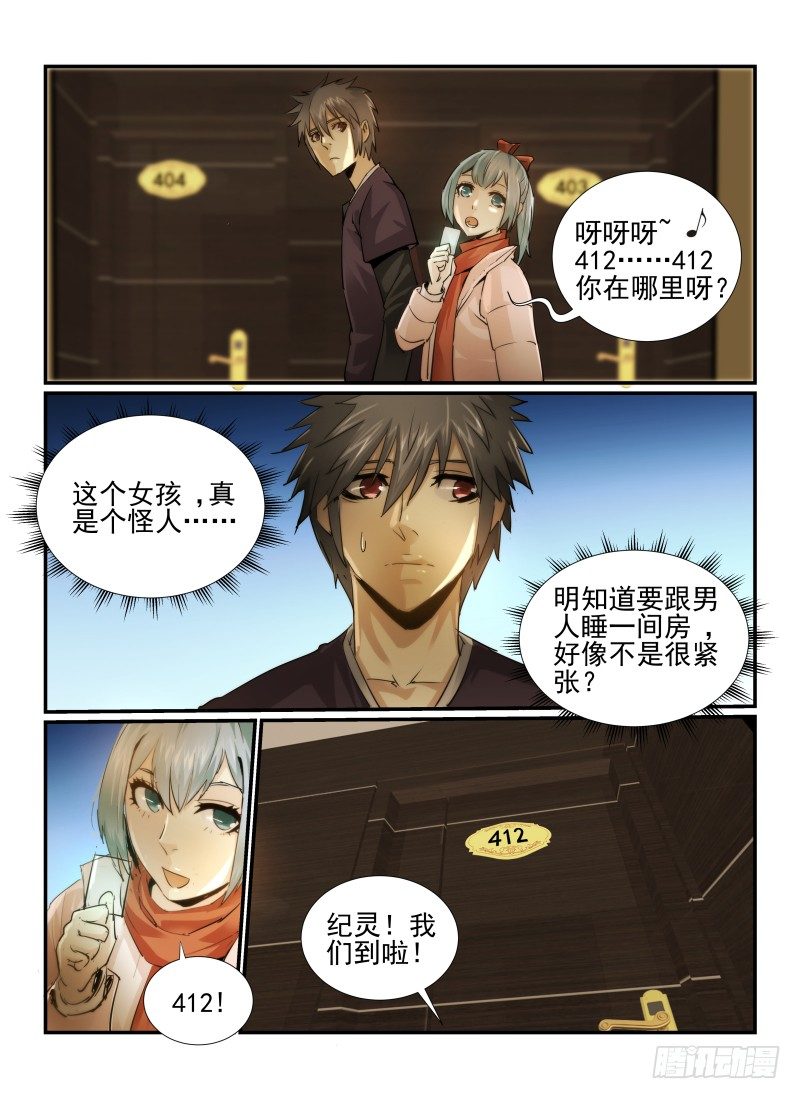 404
403
呀呀呀~ ♪
412……412
你在哪里呀?
这个女孩,真
是个怪人……
明知道要跟男
人睡一间房,
好像不是很紧
张?
412!
412
纪灵!我
们到啦!
腾讯动漫